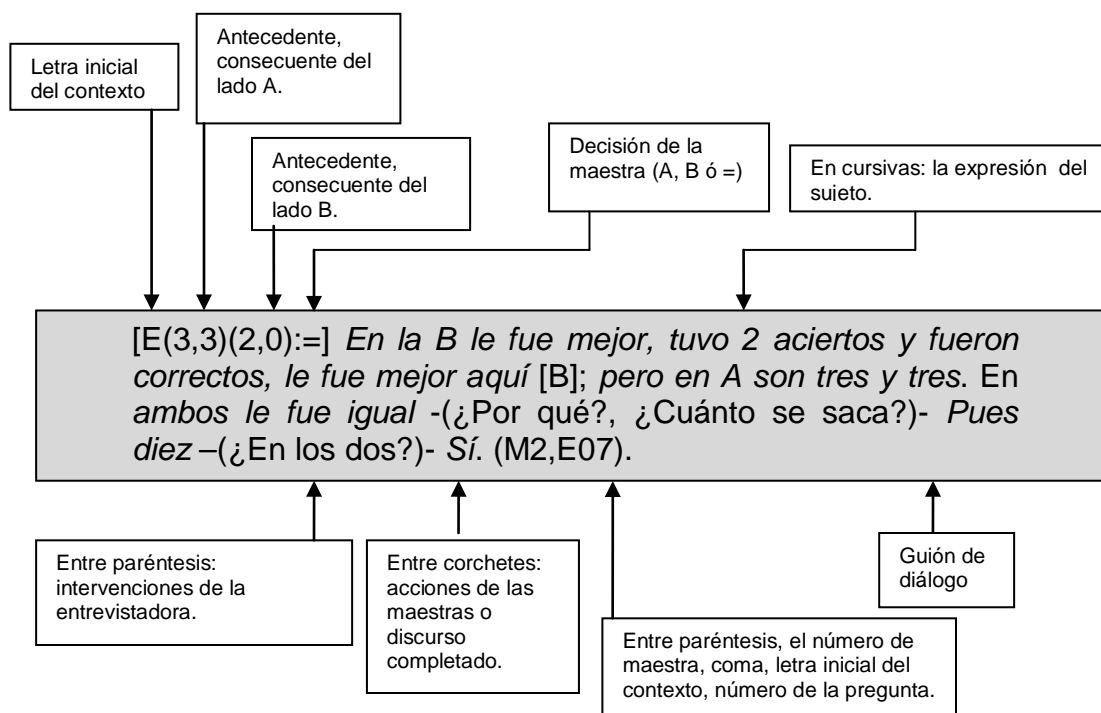 Letra inicial
del contexto
Antecedente,
consecuente del
lado A.
Antecedente,
consecuente del
lado B.
Decisión de la
maestra (A, B ó =)
En cursivas: la expresión del
sujeto.
[E(3,3)(2,0):=] En la B le fue mejor, tuvo 2 aciertos y fueron
correctos, le fue mejor aquí [B]; pero en A son tres y tres. En
ambos le fue igual -(¿Por qué?, ¿Cuánto se saca?)- Pues
diez –(¿En los dos?)- Sí. (M2,E07).
Entre paréntesis:
intervenciones de la
entrevistadora.
Entre corchetes:
acciones de las
maestras o
discurso
completado.
Entre paréntesis, el número de
maestra, coma, letra inicial del
contexto, número de la pregunta.
Guión de
diálogo